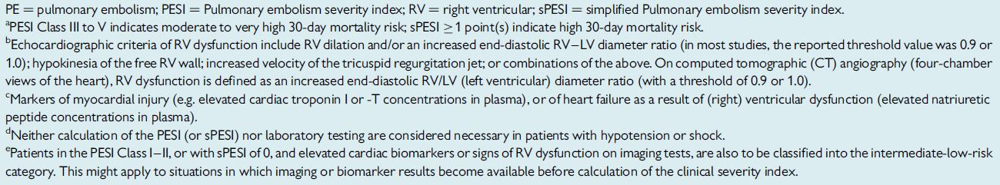 PE = pulmonary embolism; PESI = Pulmonary embolism severity index; RV = right ventricular; sPESI = simplified Pulmonary embolism severity index.
aPESI Class III to V indicates moderate to very high 30-day mortality risk; sPESI ≥1 point(s) indicate high 30-day mortality risk.
bEchocardiographic criteria of RV dysfunction include RV dilation and/or an increased end-diastolic RV–LV diameter ratio (in most studies, the reported threshold value was 0.9 or
1.0); hypokinesia of the free RV wall; increased velocity of the tricuspid regurgitation jet; or combinations of the above. On computed tomographic (CT) angiography (four-chamber
views of the heart), RV dysfunction is defined as an increased end-diastolic RV/LV (left ventricular) diameter ratio (with a threshold of 0.9 or 1.0).
cMarkers of myocardial injury (e.g. elevated cardiac troponin I or -T concentrations in plasma), or of heart failure as a result of (right) ventricular dysfunction (elevated natriuretic
peptide concentrations in plasma).
dNeither calculation of the PESI (or sPESI) nor laboratory testing are considered necessary in patients with hypotension or shock.
ePatients in the PESI Class I–II, or with sPESI of 0, and elevated cardiac biomarkers or signs of RV dysfunction on imaging tests, are also to be classified into the intermediate-low-risk
category. This might apply to situations in which imaging or biomarker results become available before calculation of the clinical severity index.